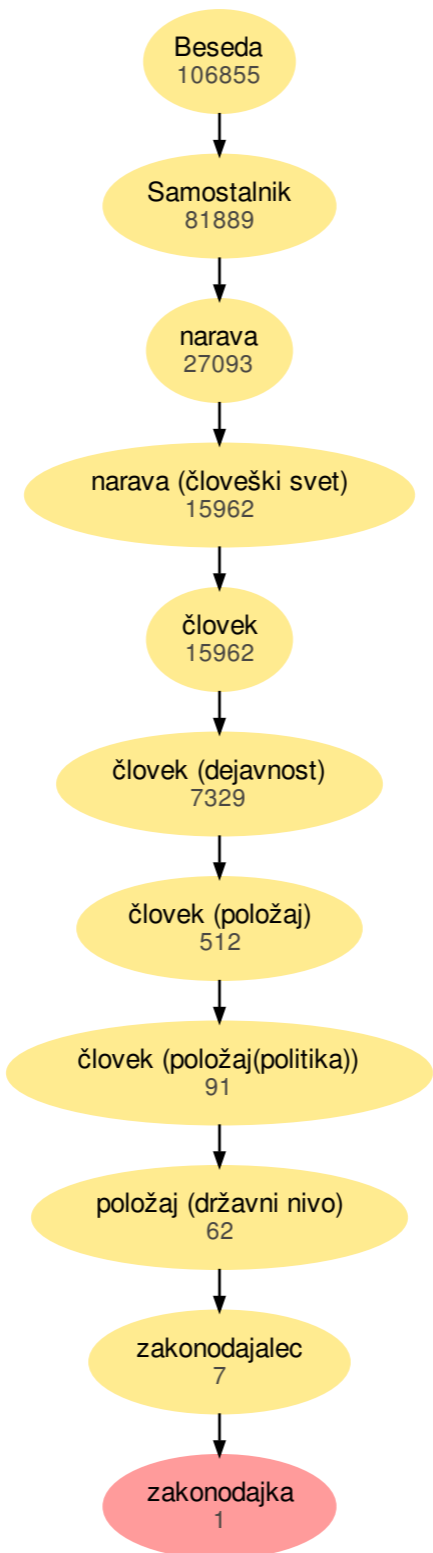 Beseda
106855
Samostalnik
81889
narava
27093
narava (človeški svet)
15962
človek
15962
človek (dejavnost)
7329
človek (položaj)
512
človek (položaj(politika))
91
položaj (državni nivo)
62
zakonodajalec
7
zakonodajka
1